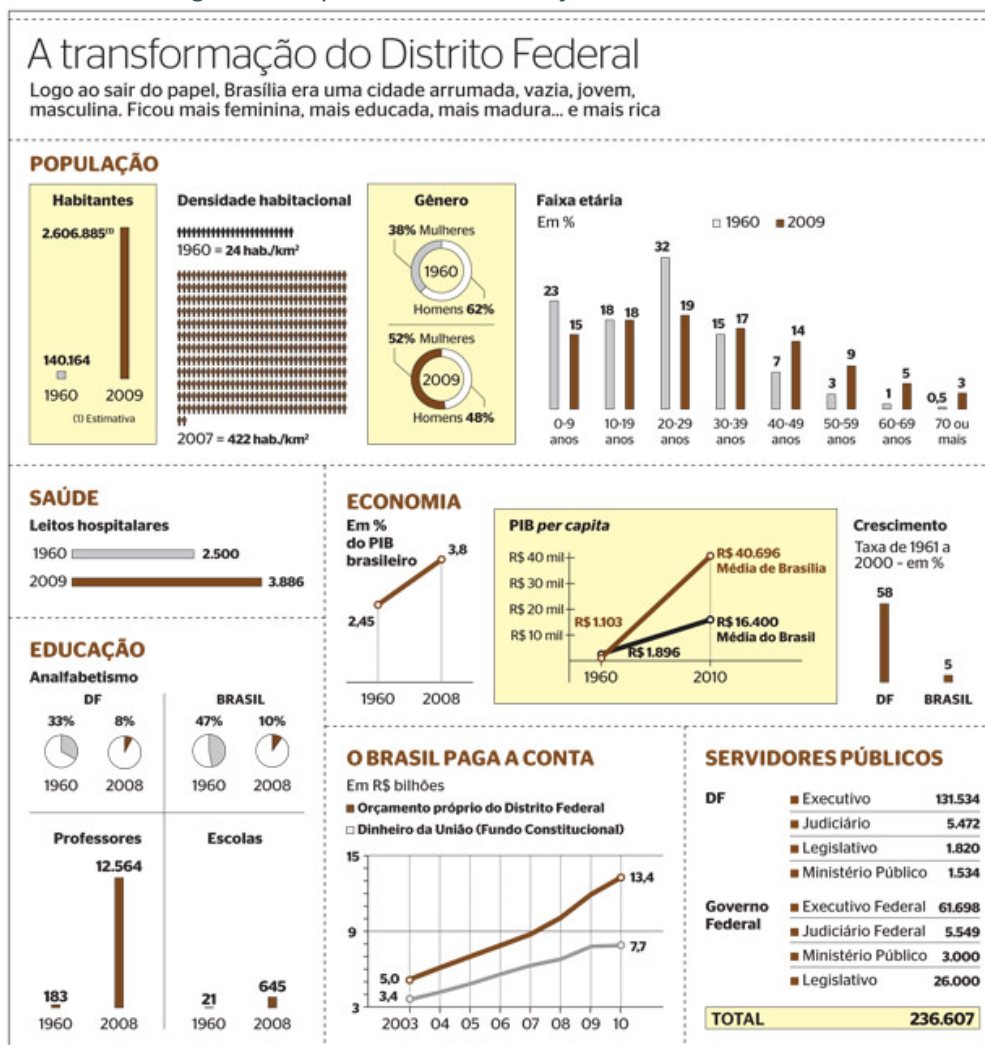 A transformação do Distrito Federal
Logo ao sair do papel, Brasília era uma cidade arrumada, vazia, jovem,
masculina. Ficou mais feminina, mais educada, mais madura... e mais rica
POPULAÇÃO
Habitantes
2.606.885(1)
140.164
1960 2009
(1) Estimativa
Densidade habitacional
1960 = 24 hab./km²
2007 = 422 hab./km²
Gênero
38% Mulheres
1960
Homens 62%
52% Mulheres
2009
Homens 48%
Faixa etária
Em %
1960 2009
23 15 18 18 32 19 15 17 7 14 3 9 1 5 0,5 3
0-9 10-19 20-29 30-39 40-49 50-59 60-69 70 ou
anos anos anos anos anos anos anos mais
SAÚDE
Leitos hospitalares
1960 2.500
2009 3.886
EDUCAÇÃO
Analfabetismo
DF BRASIL
33% 8% 47% 10%
1960 2008 1960 2008
Professores
12.564
183
1960 2008
Escolas
645
21
1960 2008
ECONOMIA
Em %
do PIB
brasileiro
3,8
2,45
1960 2008
PIB per capita
R$ 40 mil
R$ 30 mil
R$ 20 mil
R$ 10 mil
R$ 40.696
Média de Brasília
R$ 1.103
R$ 16.400
Média do Brasil
R$ 1.896
1960 2010
Crescimento
Taxa de 1961 a
2000 - em %
58
5
DF BRASIL
O BRASIL PAGA A CONTA
Em R$ bilhões
Orçamento próprio do Distrito Federal
Dinheiro da União (Fundo Constitucional)
15
9
3
13,4
7,7
5,0
3,4
2003 04 05 06 07 08 09 10
SERVIDORES PÚBLICOS
DF
Executivo 131.534
Judiciário 5.472
Legislativo 1.820
Ministério Público 1.534
Governo
Federal
Executivo Federal 61.698
Judiciário Federal 5.549
Ministério Público 3.000
Legislativo 26.000
TOTAL 236.607